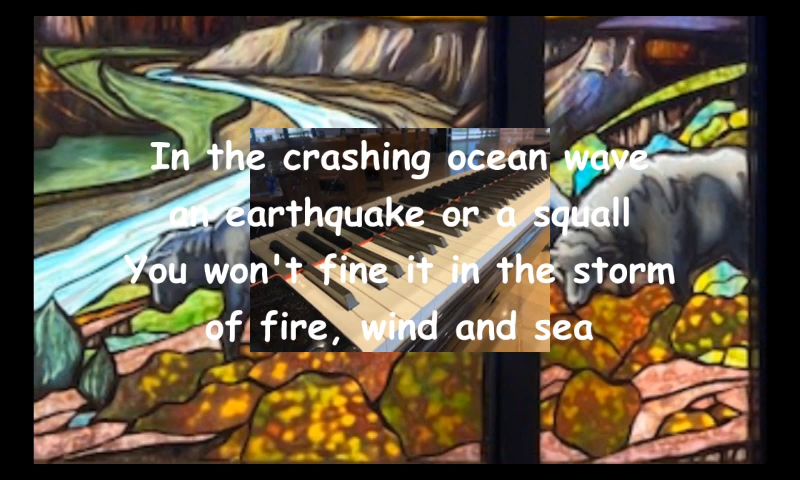 In the crashing ocean wave
an earthquake or a squall
You won't fine it in the storm
of fire, wind and sea